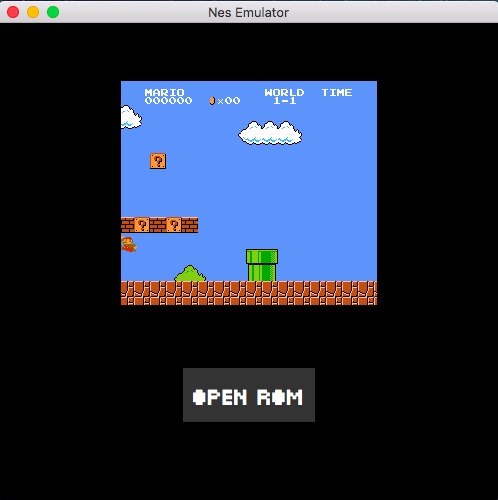 Nes Emulator
MARIO WORLD TIME
000000 ×00 1-1
?
? ?
OPEN ROM